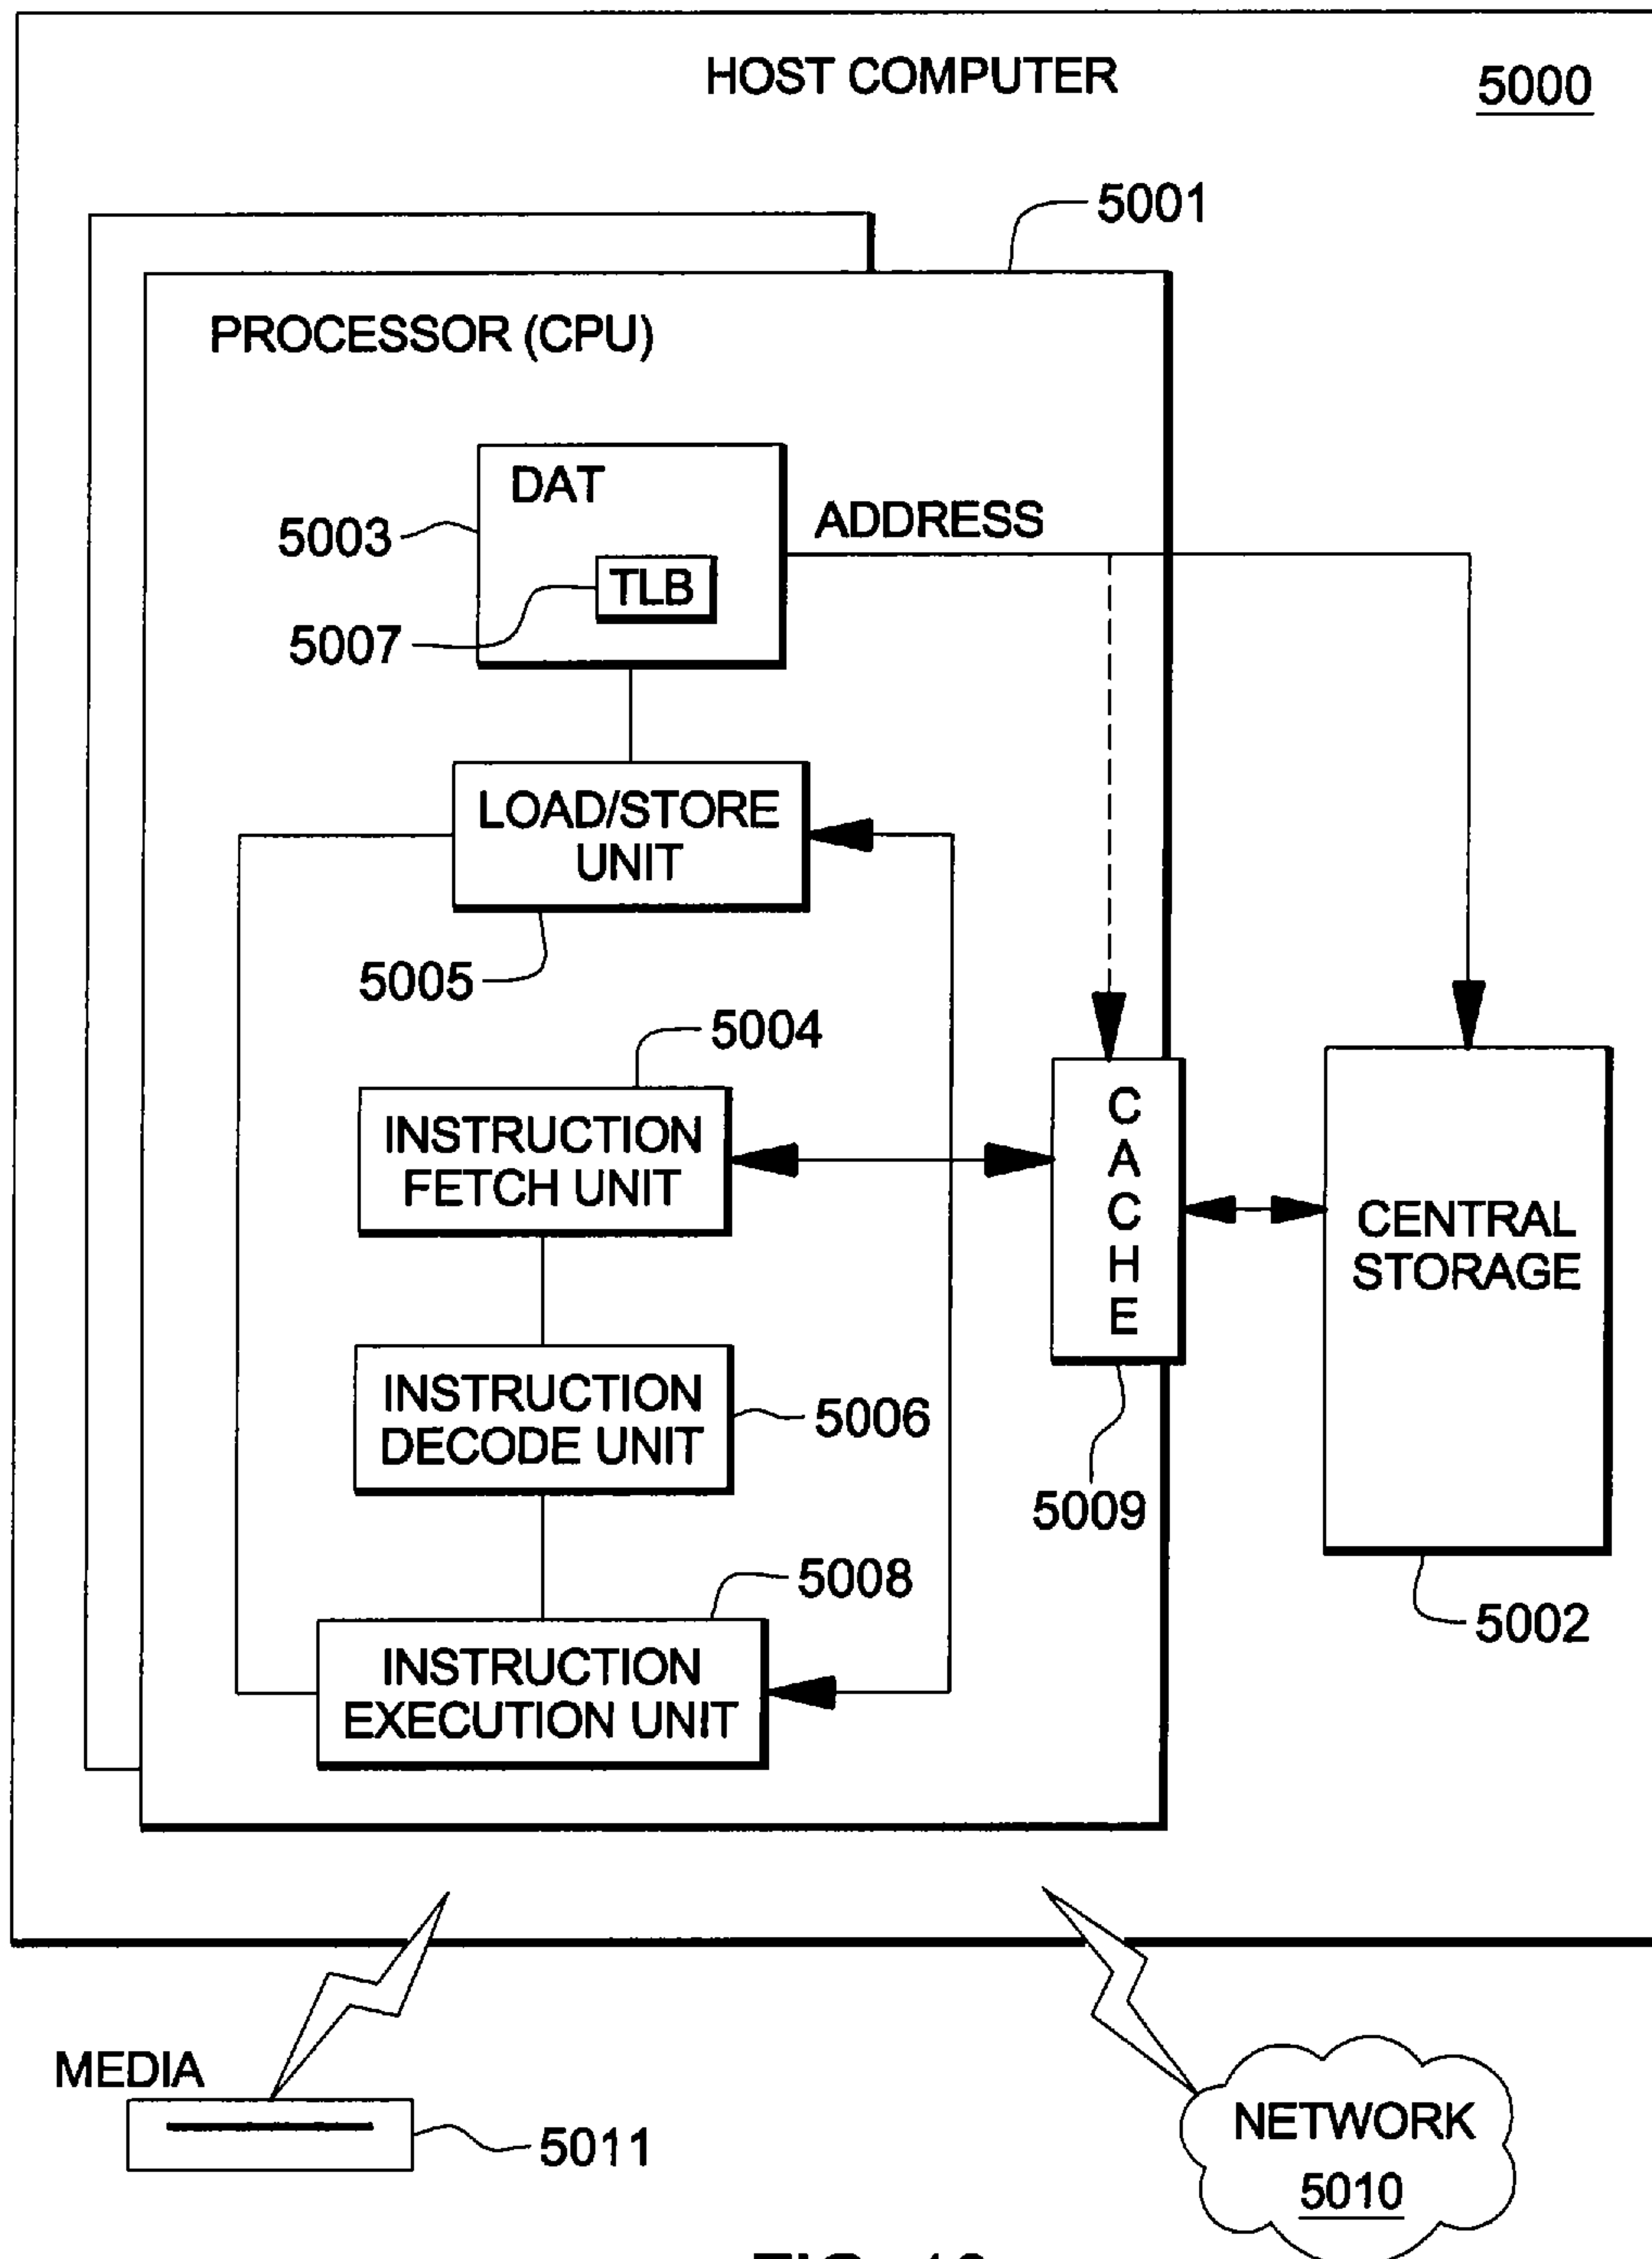 HOST COMPUTER
5000
5001
PROCESSOR (CPU)
DAT
5003
ADDRESS
TLB
5007
LOAD/STORE
UNIT
5005
5004
INSTRUCTION
FETCH UNIT
CACHE
CENTRAL
STORAGE
INSTRUCTION
DECODE UNIT
5006
5009
5008
5002
INSTRUCTION
EXECUTION UNIT
MEDIA
5011
NETWORK
5010